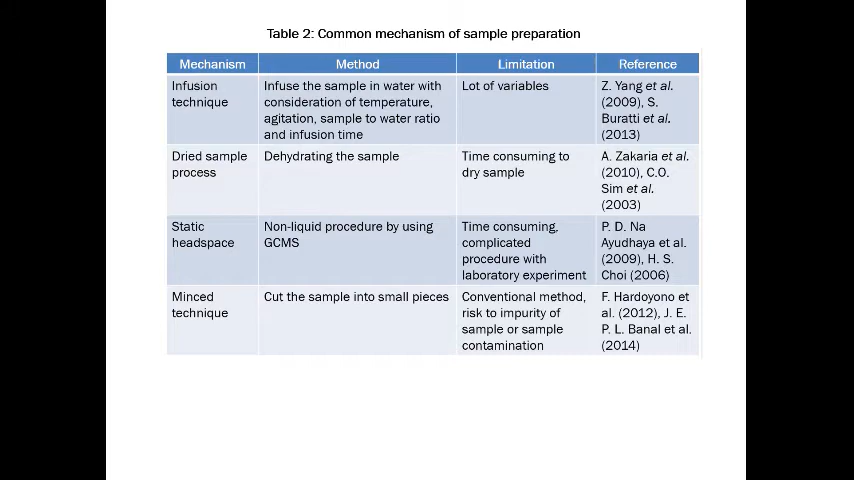 Table 2: Common mechanism of sample preparation
Mechanism Method Limitation Reference
Infusion technique
Infuse the sample in water with
consideration of temperature,
agitation, sample to water ratio
and infusion time
Lot of variables
Z. Yang et al.
(2009), S.
Buratti et al.
(2013)
Dried sample
process
Dehydrating the sample
Time consuming to
dry sample
A. Zakaria et al.
(2010), C.O.
Sim et al.
(2003)
Static
headspace
Non-liquid procedure by using
GCMS
Time consuming,
complicated
procedure with
laboratory experiment
P. D. Na
Ayudhaya et al.
(2009), H. S.
Choi (2006)
Minced
technique
Cut the sample into small pieces
Conventional method,
risk to impurity of
sample or sample
contamination
F. Hardoyono et
al. (2012), J. E.
P. L. Banal et al.
(2014)